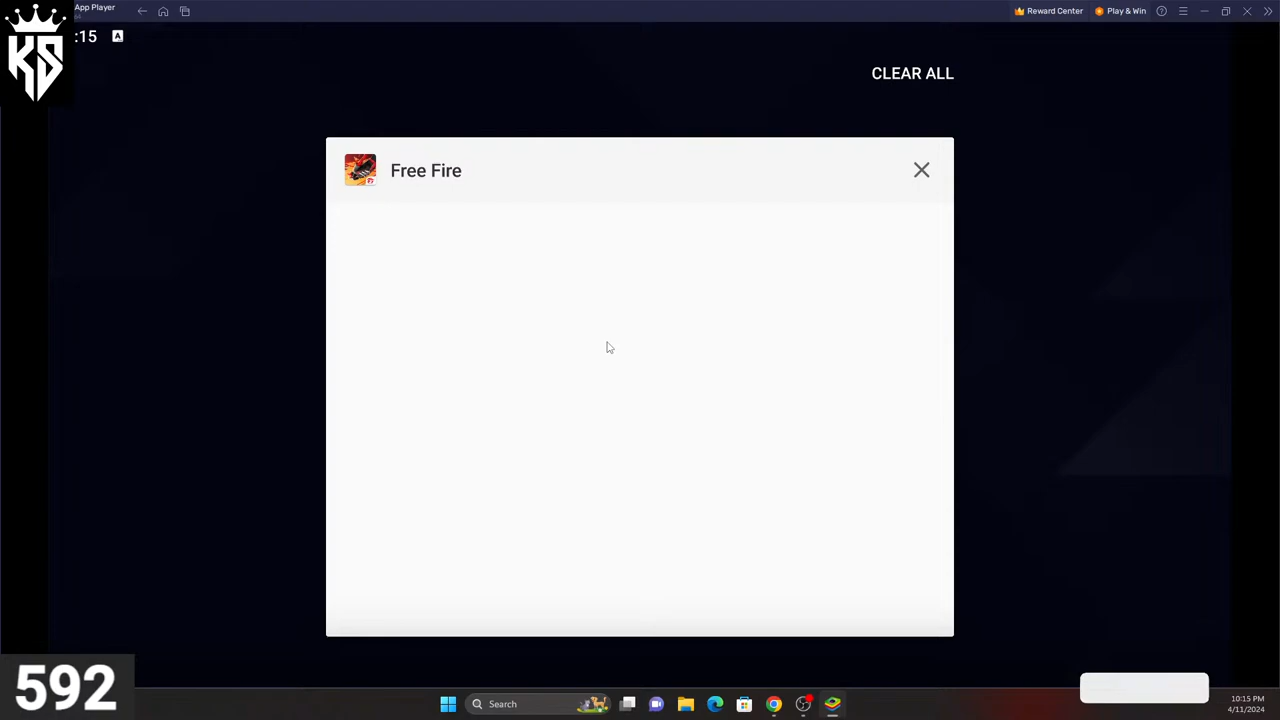 App Player
Reward Center
Play & Win
:15
A
KS
CLEAR ALL
Free Fire
592
Search
10:15 PM
4/11/2024